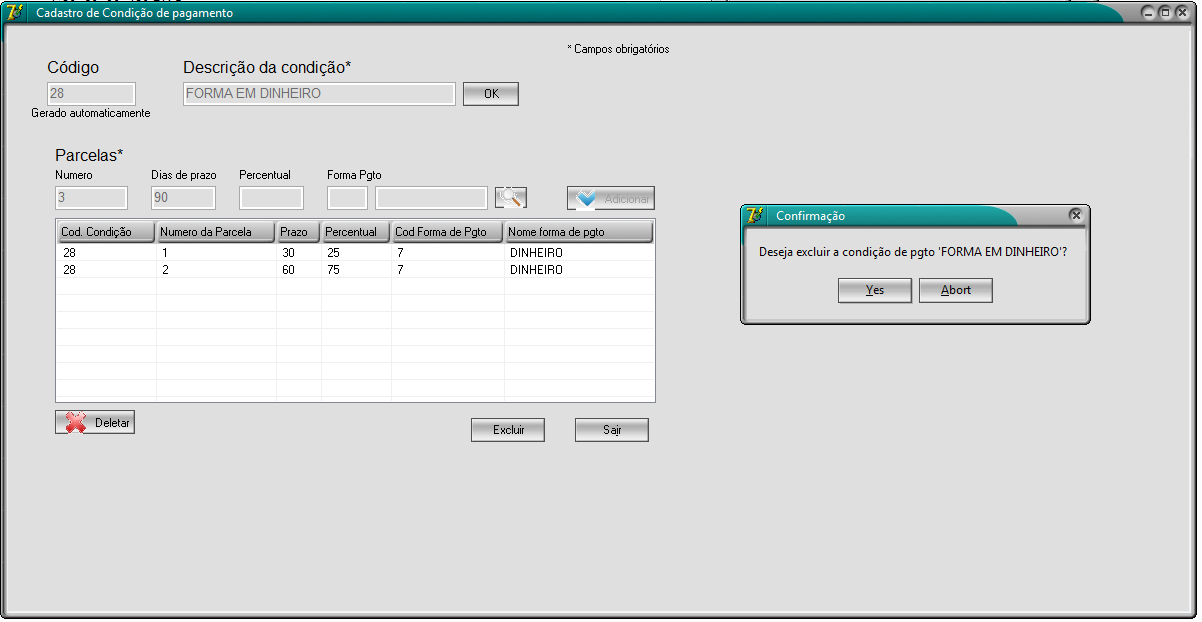 Cadastro de Condição de pagamento
* Campos obrigatórios
Código
Descrição da condição*
28
FORMA EM DINHEIRO
OK
Gerado automaticamente
Parcelas*
Numero
Dias de prazo
Percentual
Forma Pgto
3
90
Adicionar
Cod. Condição
Numero da Parcela
Prazo
Percentual
Cod Forma de Pgto
Nome forma de pgto
28 1 30 25 7 DINHEIRO
28 2 60 75 7 DINHEIRO
Deletar
Excluir
Sair
Confirmação
Deseja excluir a condição de pgto 'FORMA EM DINHEIRO'?
Yes
Abort